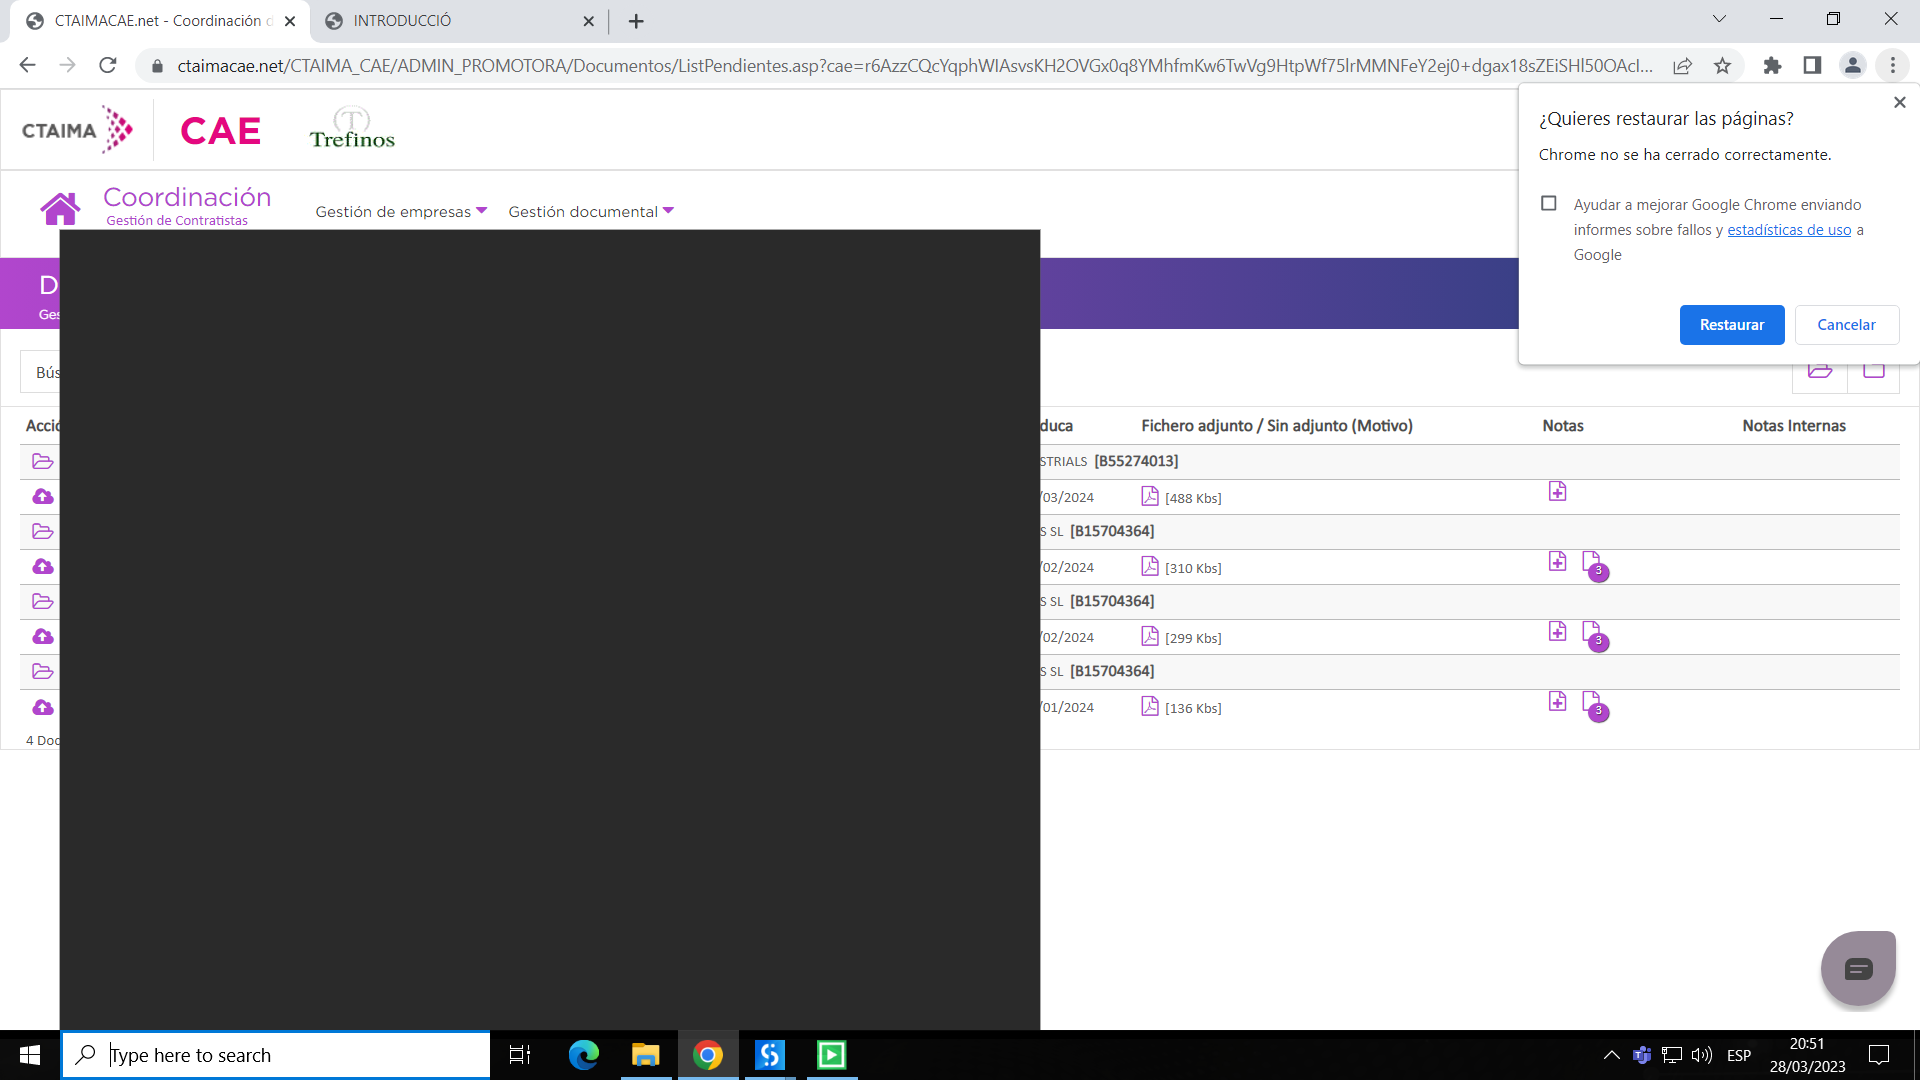 CTAIMACAE.net - Coordinación d
INTRODUCCIÓ
ctaimacae.net/CTAIMA_CAE/ADMIN_PROMOTORA/Documentos/ListPendientes.asp?cae=
CTAIMA
CAE
T
Trefinos
¿Quieres restaurar las páginas?
Chrome no se ha cerrado correctamente.
Ayudar a mejorar Google Chrome enviando
informes sobre fallos y estadísticas de uso a
Google
Restaurar
Cancelar
Coordinación
Gestión de Contratistas
Gestión de empresas
Gestión documental
D
Ges
Bús
Acció
duca
Fichero adjunto / Sin adjunto (Motivo)
Notas
Notas Internas
STRIALS [B55274013]
/03/2024
[488 Kbs]
S SL [B15704364]
/02/2024
[310 Kbs]
3
S SL [B15704364]
/02/2024
[299 Kbs]
3
S SL [B15704364]
/01/2024
[136 Kbs]
3
4 Doc
Type here to search
ESP
20:51
28/03/2023